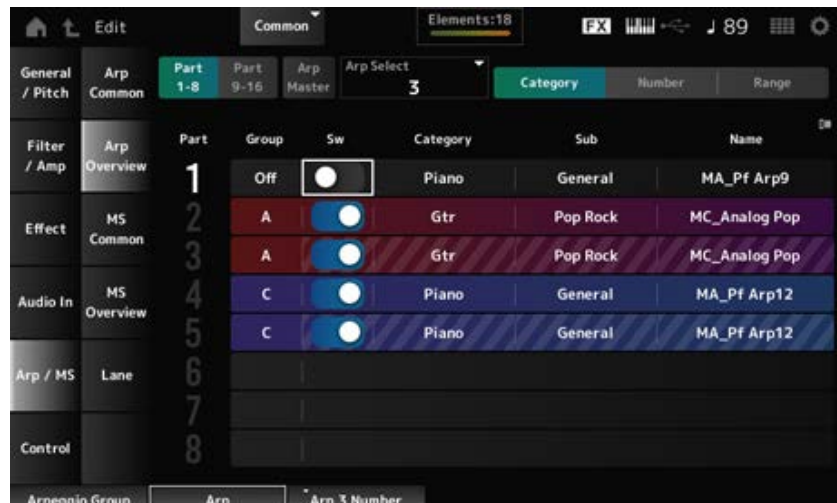 Edit Common Elements:18 FX 89
General / Pitch
Arp Common
Part 1-8
Part 9-16
Arp Master
Arp Select
3
Category Number Range
Filter / Amp
Arp Overview
Part Group Sw Category Sub Name
1 Off Piano General MA_Pf Arp9
2 A Gtr Pop Rock MC_Analog Pop
Effect
MS Common
3 A Gtr Pop Rock MC_Analog Pop
Audio In
MS Overview
4 C Piano General MA_Pf Arp12
5 C Piano General MA_Pf Arp12
Arp / MS
Lane
6
7
Control
8
Arpeggio Group Arp Arp 3 Number